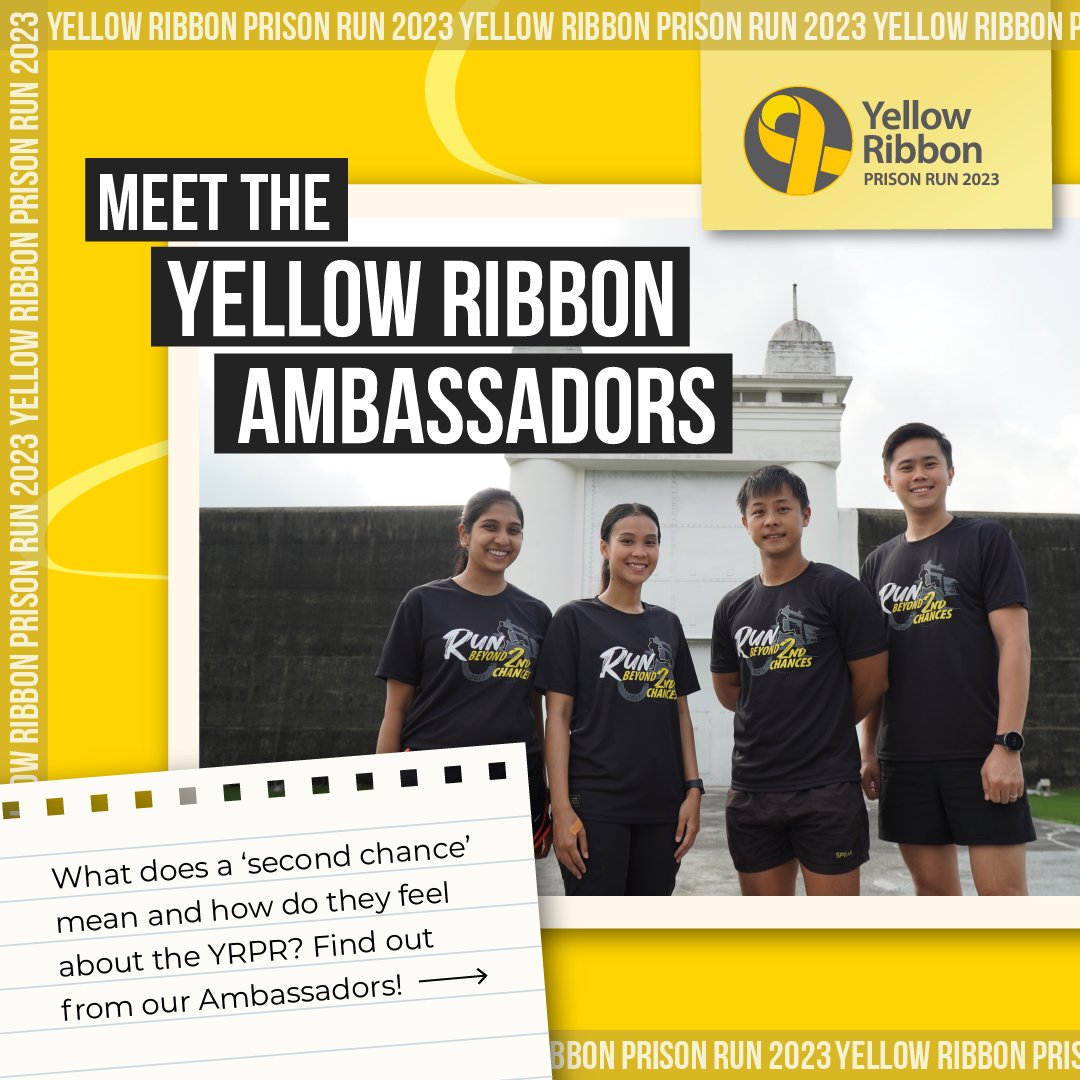 YELLOW RIBBON PRISON RUN 2023 YELLOW RIBBON PRISON RUN 2023 YELLOW RIBBON P
OW RIBBON PRISON RUN 2023 YELLOW RIBBON PRISON RUN 2023
Yellow
Ribbon
PRISON RUN 2023
MEET THE
YELLOW RIBBON
AMBASSADORS
RUN
BEYOND 2ND
CHANCES
RUN
BEYOND 2ND
CHANCES
RUN
BEYOND 2ND
CHANCES
RUN
BEYOND 2ND
CHANCES
What does a ‘second chance’
mean and how do they feel
about the YRPR? Find out
from our Ambassadors!
BBON PRISON RUN 2023 YELLOW RIBBON PRIS